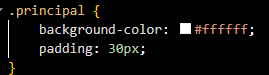 .principal {
    background-color: #ffffff;
    padding: 30px;
}